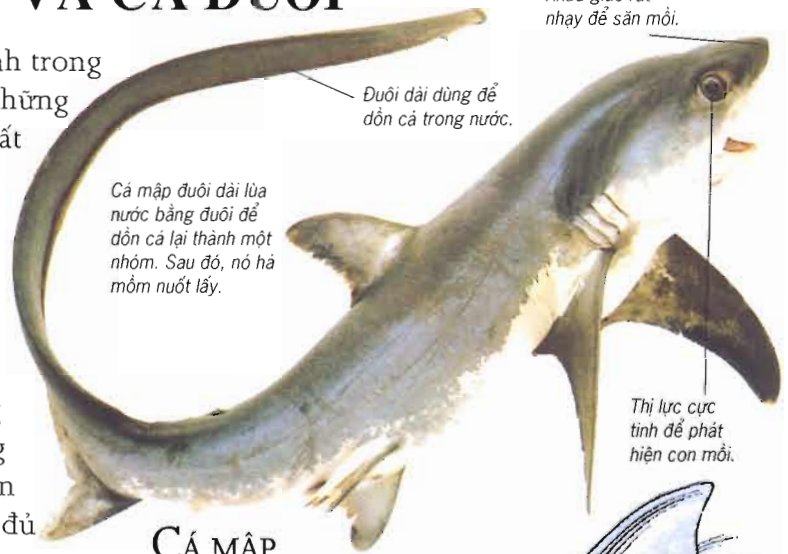 VÀ CÁ ĐUỐI
nhạy để săn mồi.
Đuôi dài dùng để
dồn cá trong nước.
Cá mập đuôi dài lùa
nước bằng đuôi để
dồn cá lại thành một
nhóm. Sau đó, nó há
mồm nuốt lấy.
trong
Thị lực cực
tinh để phát
hiện con mồi.
đủ
CÁ MẬP